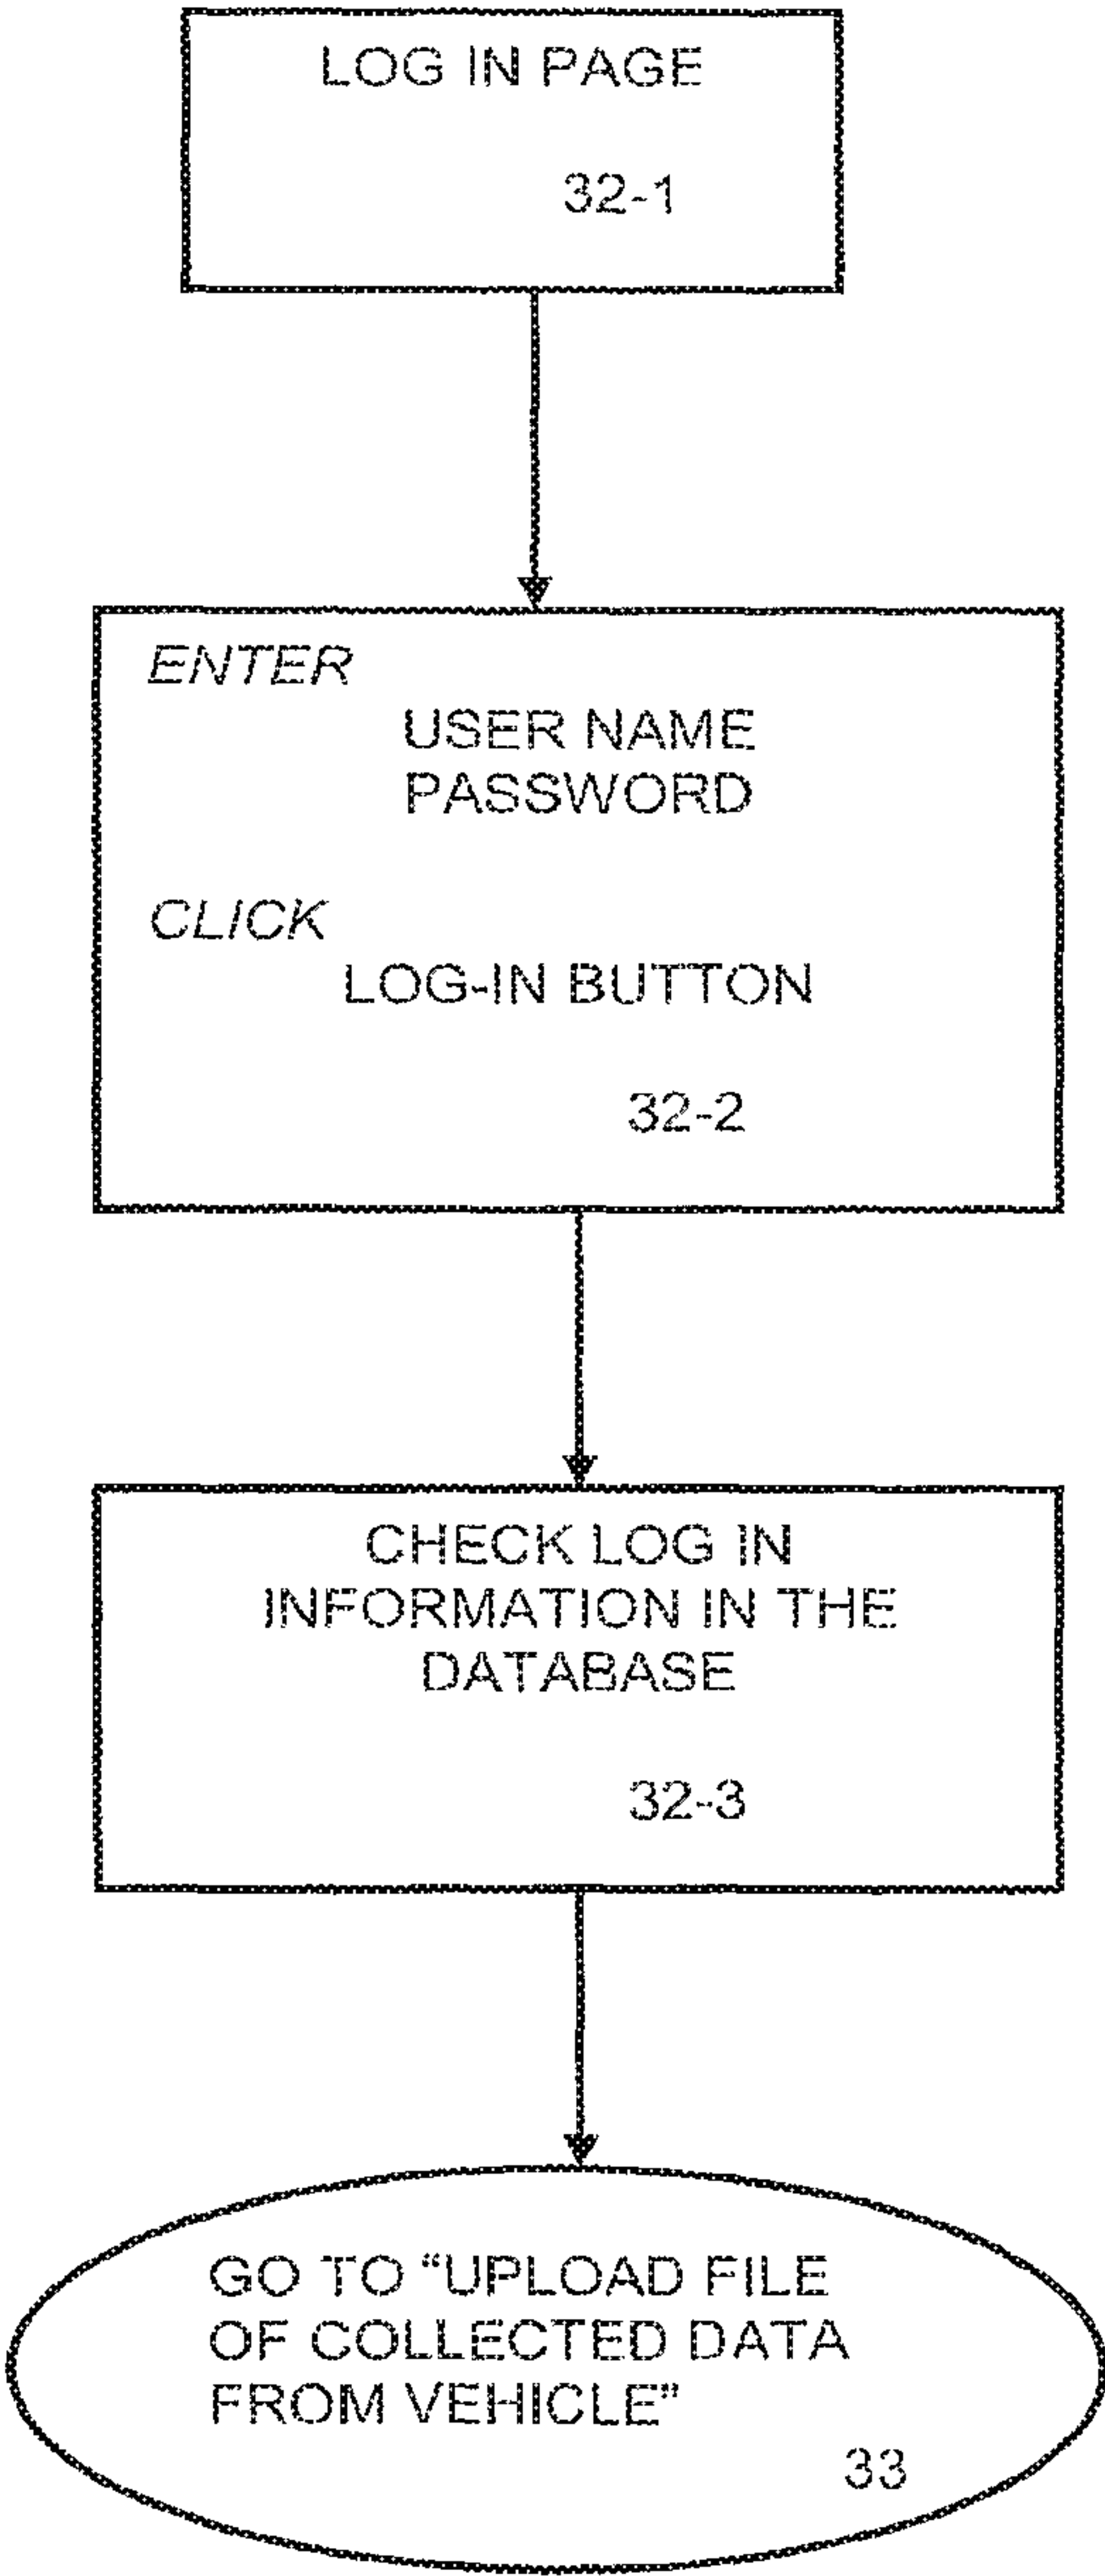 LOG IN PAGE
32-1
ENTER
USER NAME
PASSWORD
CLICK
LOG-IN BUTTON
32-2
CHECK LOG IN
INFORMATION IN THE
DATABASE
32-3
GO TO “UPLOAD FILE
OF COLLECTED DATA
FROM VEHICLE”
33